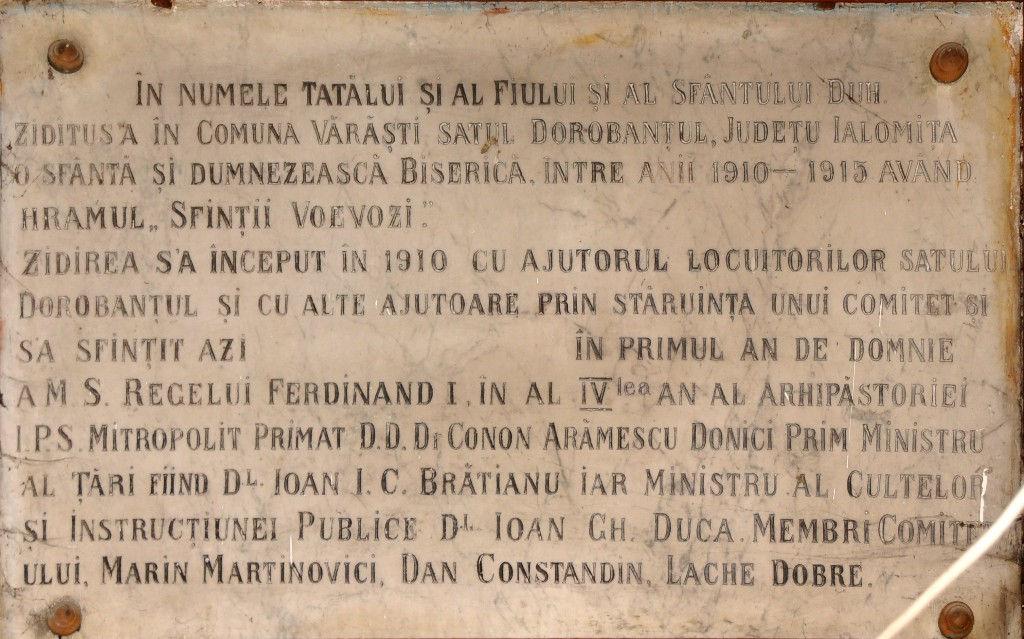 ÎN NUMELE TATĂLUI ȘI AL FIULUI ȘI AL SFÂNTULUI DUH.
ZIDITUS'A ÎN COMUNA VĂRĂȘTI SATUL DOROBANȚUL, JUDEȚU IALOMIȚA
O SFÂNTĂ ȘI DUMNEZEASCĂ BISERICĂ, ÎNTRE ANII 1910–1915 AVÂND
HRAMUL „SFINȚII VOEVOZI."
ZIDIREA S'A ÎNCEPUT ÎN 1910 CU AJUTORUL LOCUITORILOR SATULUI
DOROBANȚUL ȘI CU ALTE AJUTOARE PRIN STĂRUINȚA UNUI COMITET ȘI
S'A SFINȚIT AZI ÎN PRIMUL AN DE DOMNIE
A M. S. REGELUI FERDINAND I, ÎN AL IV lea AN AL ARHIPĂSTORIEI
I.P.S. MITROPOLIT PRIMAT D.D. Dr CONON ARĂMESCU DONICI PRIM MINISTRU
AL ȚĂRI FIIND DL. IOAN I. C. BRĂTIANU IAR MINISTRU AL CULTELOR
ȘI INSTRUCȚIUNEI PUBLICE DL. IOAN GH. DUCA. MEMBRI COMITET
ULUI, MARIN MARTINOVICI, DAN CONSTANDIN, LACHE DOBRE.